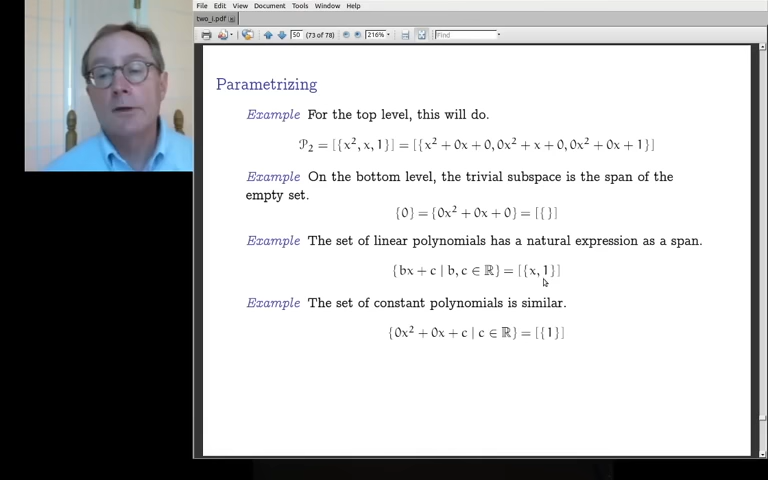 File Edit View Document Tools Window Help
two_i.pdf
50 (73 of 78) 216% Find
Parametrizing
Example For the top level, this will do.
𝒫₂ = [{x², x, 1}] = [{x² + 0x + 0, 0x² + x + 0, 0x² + 0x + 1}]
Example On the bottom level, the trivial subspace is the span of the
empty set.
{0} = {0x² + 0x + 0} = [{ }]
Example The set of linear polynomials has a natural expression as a span.
{bx + c | b, c ∈ ℝ} = [{x, 1}]
Example The set of constant polynomials is similar.
{0x² + 0x + c | c ∈ ℝ} = [{1}]